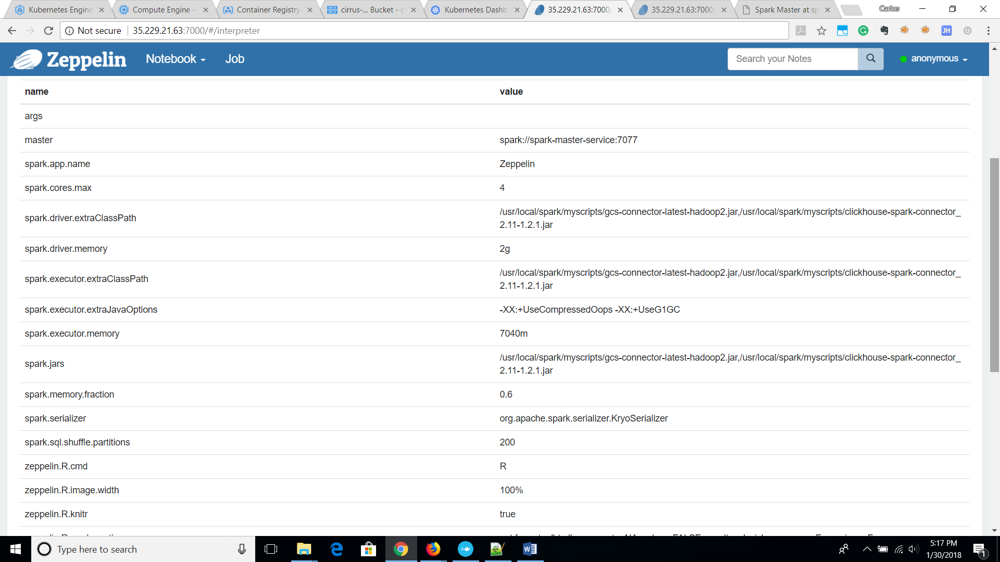 Kubernetes Engine
Compute Engine -
Container Registry
cirrus-... Bucket - c
Kubernetes Dashb
35.229.21.63:7000/
35.229.21.63:7000/
Spark Master at sp
Carlos
Not secure
35.229.21.63:7000/#/interpreter
JH
Zeppelin
Notebook
Job
Search your Notes
anonymous
name value
args
master spark://spark-master-service:7077
spark.app.name Zeppelin
spark.cores.max 4
spark.driver.extraClassPath /usr/local/spark/myscripts/gcs-connector-latest-hadoop2.jar,/usr/local/spark/myscripts/clickhouse-spark-connector_
2.11-1.2.1.jar
spark.driver.memory 2g
spark.executor.extraClassPath /usr/local/spark/myscripts/gcs-connector-latest-hadoop2.jar,/usr/local/spark/myscripts/clickhouse-spark-connector_
2.11-1.2.1.jar
spark.executor.extraJavaOptions -XX:+UseCompressedOops -XX:+UseG1GC
spark.executor.memory 7040m
spark.jars /usr/local/spark/myscripts/gcs-connector-latest-hadoop2.jar,/usr/local/spark/myscripts/clickhouse-spark-connector_
2.11-1.2.1.jar
spark.memory.fraction 0.6
spark.serializer org.apache.spark.serializer.KryoSerializer
spark.sql.shuffle.partitions 200
zeppelin.R.cmd R
zeppelin.R.image.width 100%
zeppelin.R.knitr true
Type here to search
5:17 PM
1/30/2018
1